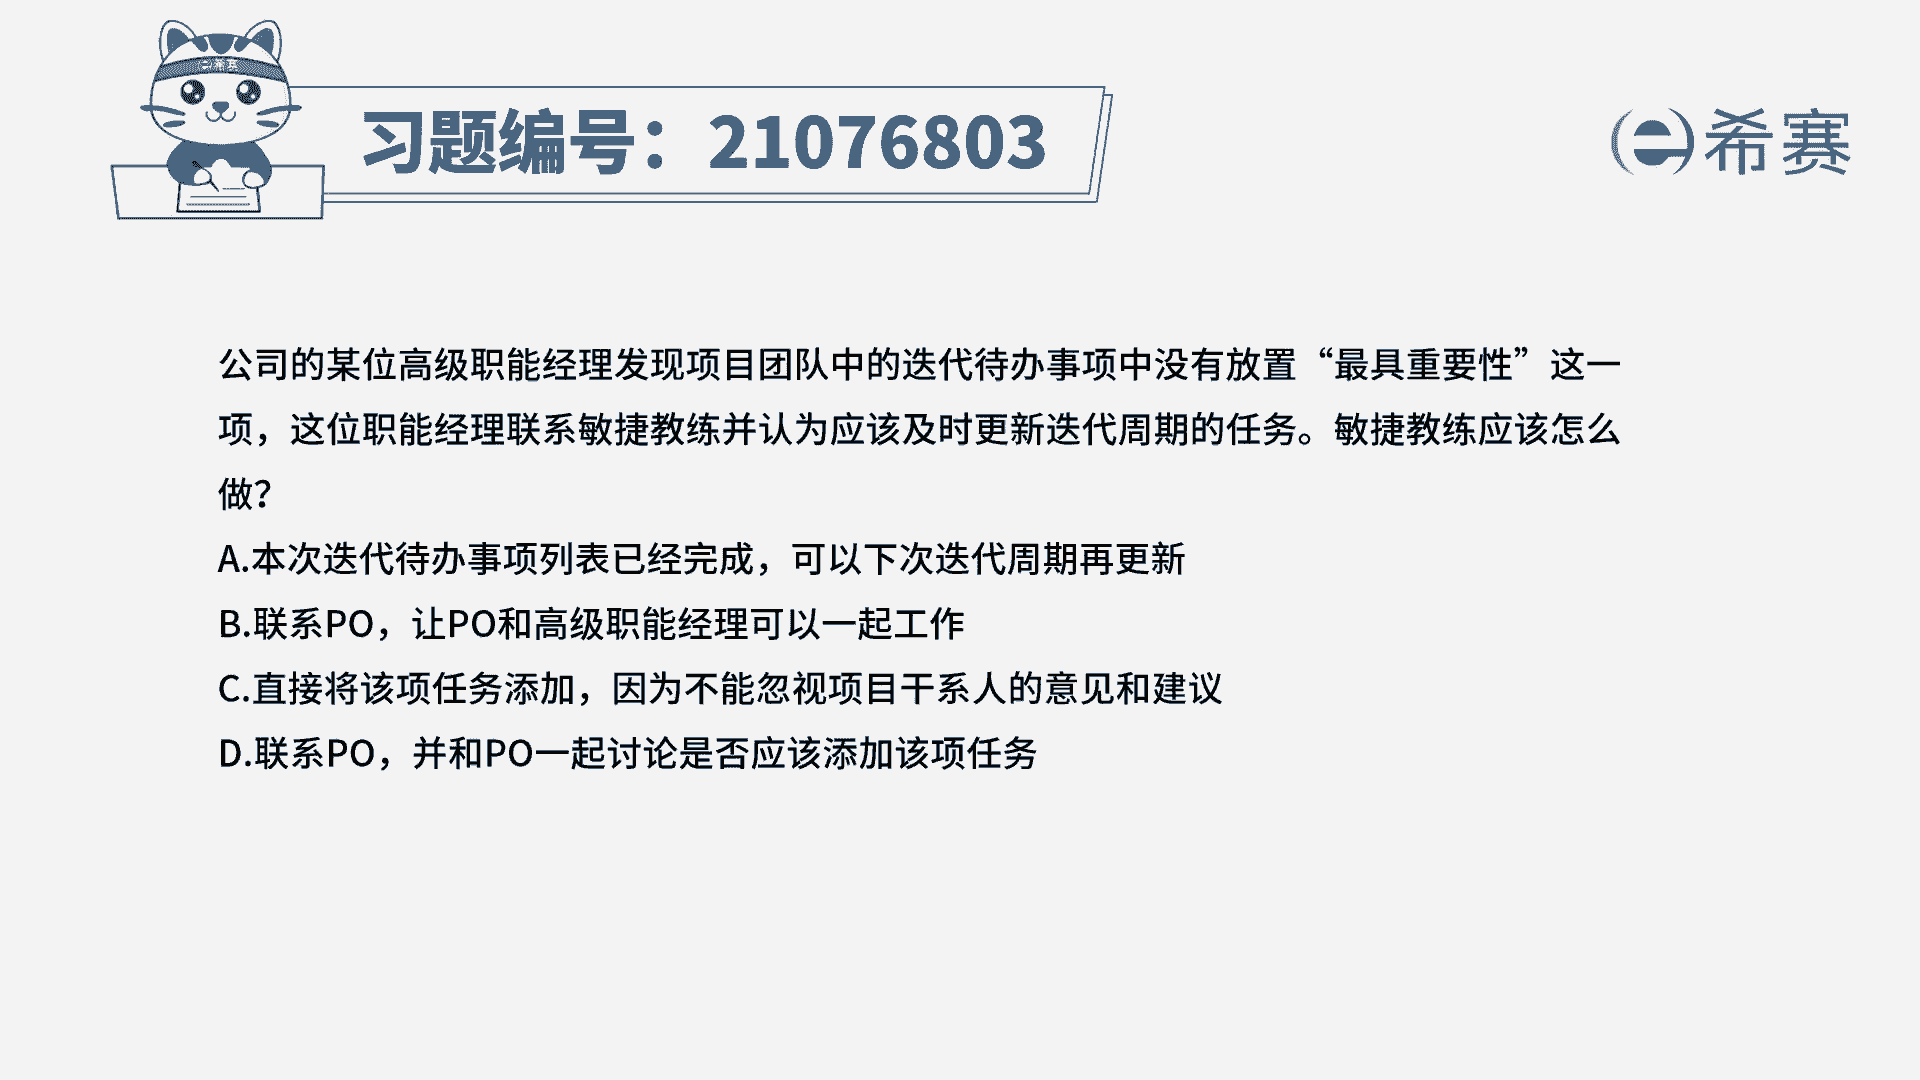 希赛
习题编号：21076803
希赛
公司的某位高级职能经理发现项目团队中的迭代待办事项中没有放置“最具重要性”这一
项，这位职能经理联系敏捷教练并认为应该及时更新迭代周期的任务。敏捷教练应该怎么
做？
A.本次迭代待办事项列表已经完成，可以下次迭代周期再更新
B.联系PO，让PO和高级职能经理可以一起工作
C.直接将该项任务添加，因为不能忽视项目干系人的意见和建议
D.联系PO，并和PO一起讨论是否应该添加该项任务